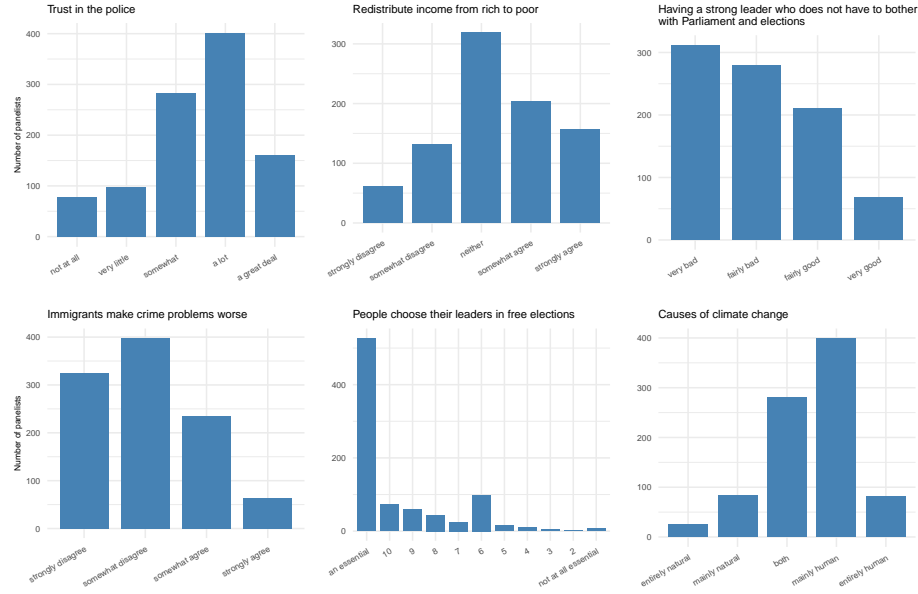 Trust in the police
Number of panelists
400
300
200
100
0
not at all
very little
somewhat
a lot
a great deal
Redistribute income from rich to poor
300
200
100
0
strongly disagree
somewhat disagree
neither
somewhat agree
strongly agree
Having a strong leader who does not have to bother
with Parliament and elections
300
200
100
0
very bad
fairly bad
fairly good
very good
Immigrants make crime problems worse
Number of panelists
400
300
200
100
0
strongly disagree
somewhat disagree
somewhat agree
strongly agree
People choose their leaders in free elections
400
200
0
an essential
10
9
8
7
6
5
4
3
2
not at all essential
Causes of climate change
400
300
200
100
0
entirely natural
mainly natural
both
mainly human
entirely human